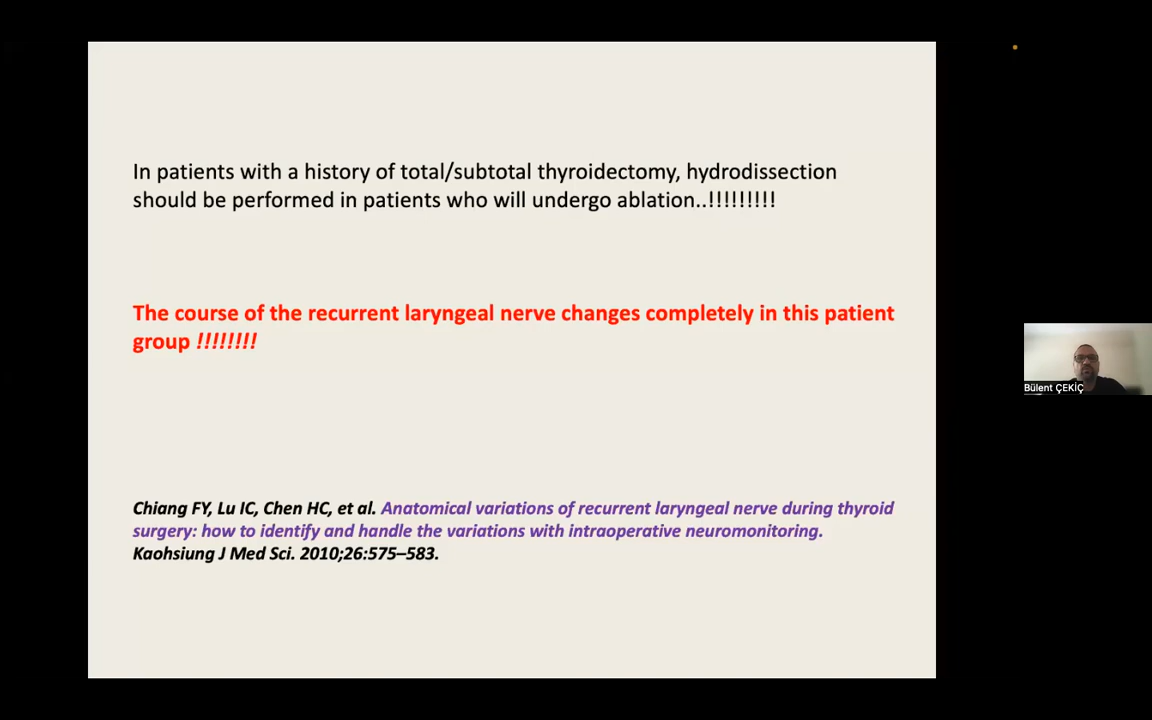 In patients with a history of total/subtotal thyroidectomy, hydrodissection
should be performed in patients who will undergo ablation..!!!!!!!!!
The course of the recurrent laryngeal nerve changes completely in this patient
group !!!!!!!!
Chiang FY, Lu IC, Chen HC, et al. Anatomical variations of recurrent laryngeal nerve during thyroid
surgery: how to identify and handle the variations with intraoperative neuromonitoring.
Kaohsiung J Med Sci. 2010;26:575–583.
Bülent ÇEKİÇ